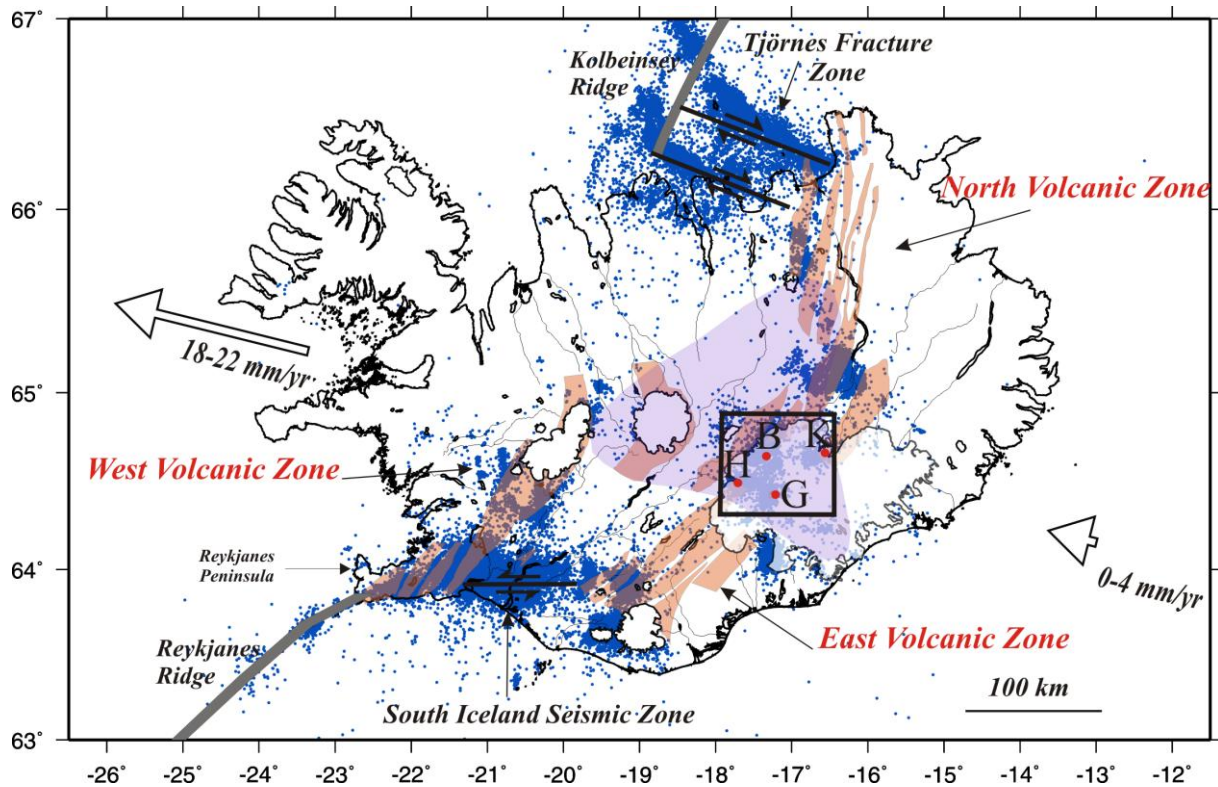 67°
66°
65°
64°
63°
Kolbeinsey
Ridge
Tjörnes Fracture
Zone
North Volcanic Zone
18-22 mm/yr
West Volcanic Zone
B
K
H
G
Reykjanes
Peninsula
0-4 mm/yr
East Volcanic Zone
Reykjanes
Ridge
South Iceland Seismic Zone
100 km
-26° -25° -24° -23° -22° -21° -20° -19° -18° -17° -16° -15° -14° -13° -12°